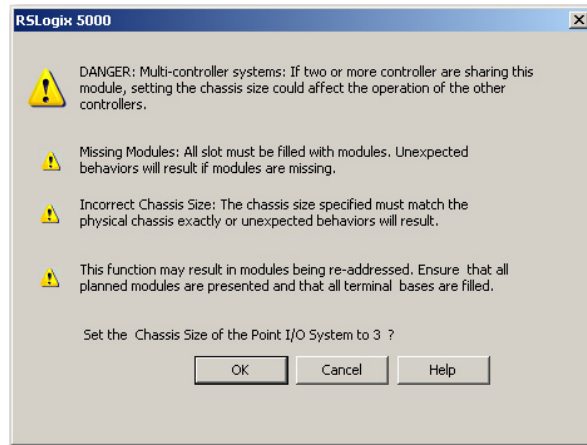 RSLogix 5000
DANGER: Multi-controller systems: If two or more controller are sharing this
module, setting the chassis size could affect the operation of the other
controllers.
Missing Modules: All slot must be filled with modules. Unexpected
behaviors will result if modules are missing.
Incorrect Chassis Size: The chassis size specified must match the
physical chassis exactly or unexpected behaviors will result.
This function may result in modules being re-addressed. Ensure that all
planned modules are presented and that all terminal bases are filled.
Set the Chassis Size of the Point I/O System to 3 ?
OK Cancel Help